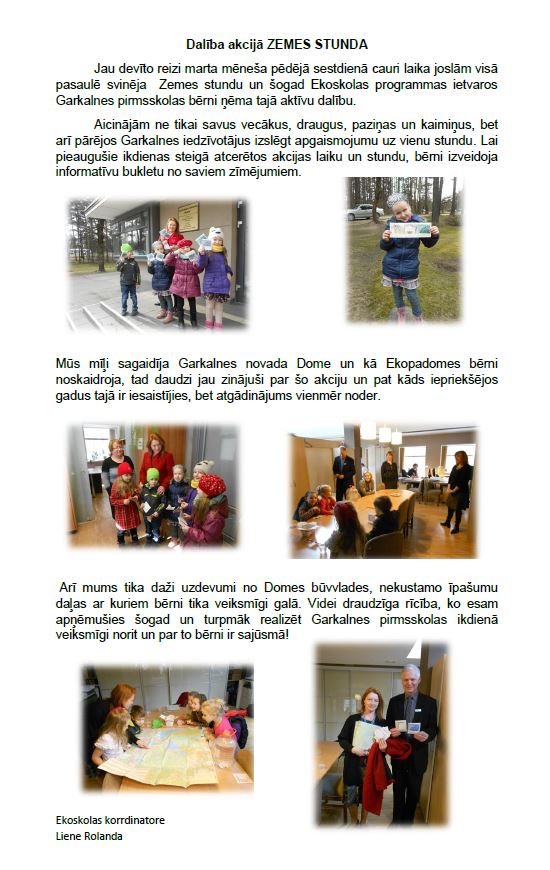 Dalība akcijā ZEMES STUNDA
Jau devīto reizi marta mēneša pēdējā sestdienā cauri laika joslām visā
pasaulē svinēja Zemes stundu un šogad Ekoskolas programmas ietvaros
Garkalnes pirmsskolas bērni ņēma tajā aktīvu dalību.
Aicinājām ne tikai savus vecākus, draugus, paziņas un kaimiņus, bet
arī pārējos Garkalnes iedzīvotājus izslēgt apgaismojumu uz vienu stundu. Lai
pieaugušie ikdienas steigā atcerētos akcijas laiku un stundu, bērni izveidoja
informatīvu bukletu no saviem zīmējumiem.
Mūs mīļi sagaidīja Garkalnes novada Dome un kā Ekopadomes bērni
noskaidroja, tad daudzi jau zinājuši par šo akciju un pat kāds iepriekšējos
gadus tajā ir iesaistījies, bet atgādinājums vienmēr noder.
Arī mums tika daži uzdevumi no Domes būvvlades, nekustamo īpašumu
daļas ar kuriem bērni tika veiksmīgi galā. Videi draudzīga rīcība, ko esam
apņēmušies šogad un turpmāk realizēt Garkalnes pirmsskolas ikdienā
veiksmīgi norit un par to bērni ir sajūsmā!
Ekoskolas korrdinatore
Liene Rolanda